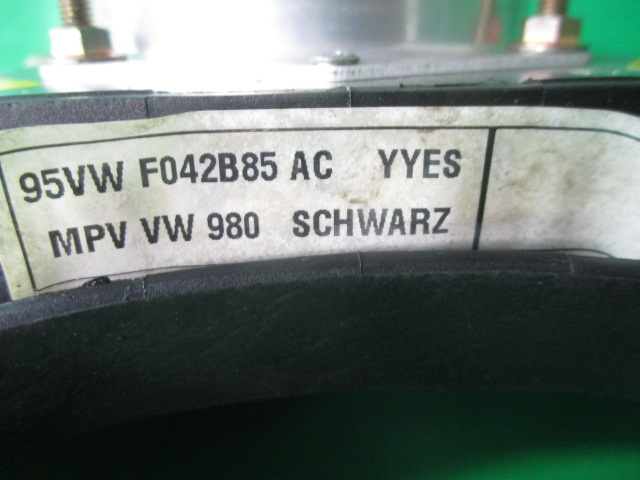 95VW F042B85 AC YYES
MPV VW 980 SCHWARZ